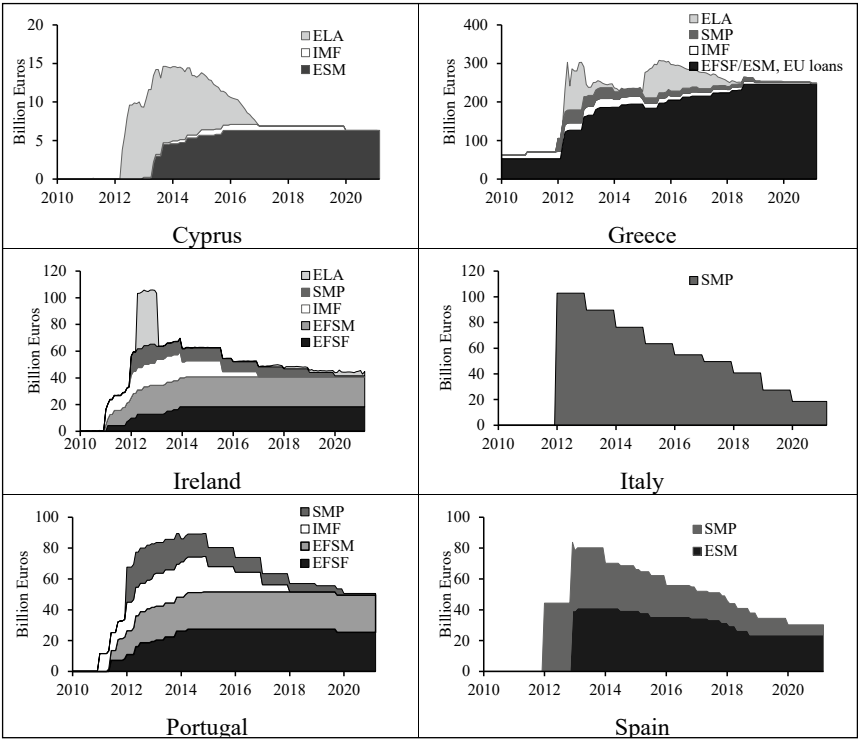 20
15
10
5
0
Billion Euros
ELA
IMF
ESM
2010 2012 2014 2016 2018 2020
Cyprus
400
300
200
100
0
Billion Euros
ELA
SMP
IMF
EFSF/ESM, EU loans
2010 2012 2014 2016 2018 2020
Greece
120
100
80
60
40
20
0
Billion Euros
ELA
SMP
IMF
EFSM
EFSF
2010 2012 2014 2016 2018 2020
Ireland
120
100
80
60
40
20
0
Billion Euros
SMP
2010 2012 2014 2016 2018 2020
Italy
100
80
60
40
20
0
Billion Euros
SMP
IMF
EFSM
EFSF
2010 2012 2014 2016 2018 2020
Portugal
100
80
60
40
20
0
Billion Euros
SMP
ESM
2010 2012 2014 2016 2018 2020
Spain